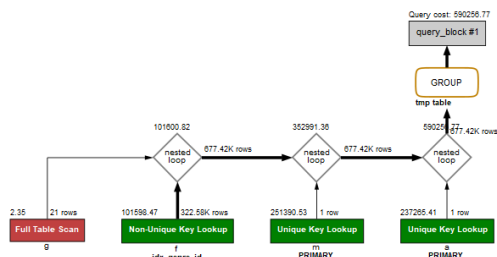 Query cost: 590256.77
query_block #1
GROUP
tmp table
101600.82
352991.36
677.42K rows
nested
loop
677.42K rows
nested
loop
677.42K rows
nested
loop
2.35
21 rows
101598.47
322.58K rows
251390.53
1 row
237265.41
1 row
Full Table Scan
Non-Unique Key Lookup
Unique Key Lookup
Unique Key Lookup
g
f
m
a
PRIMARY
PRIMARY